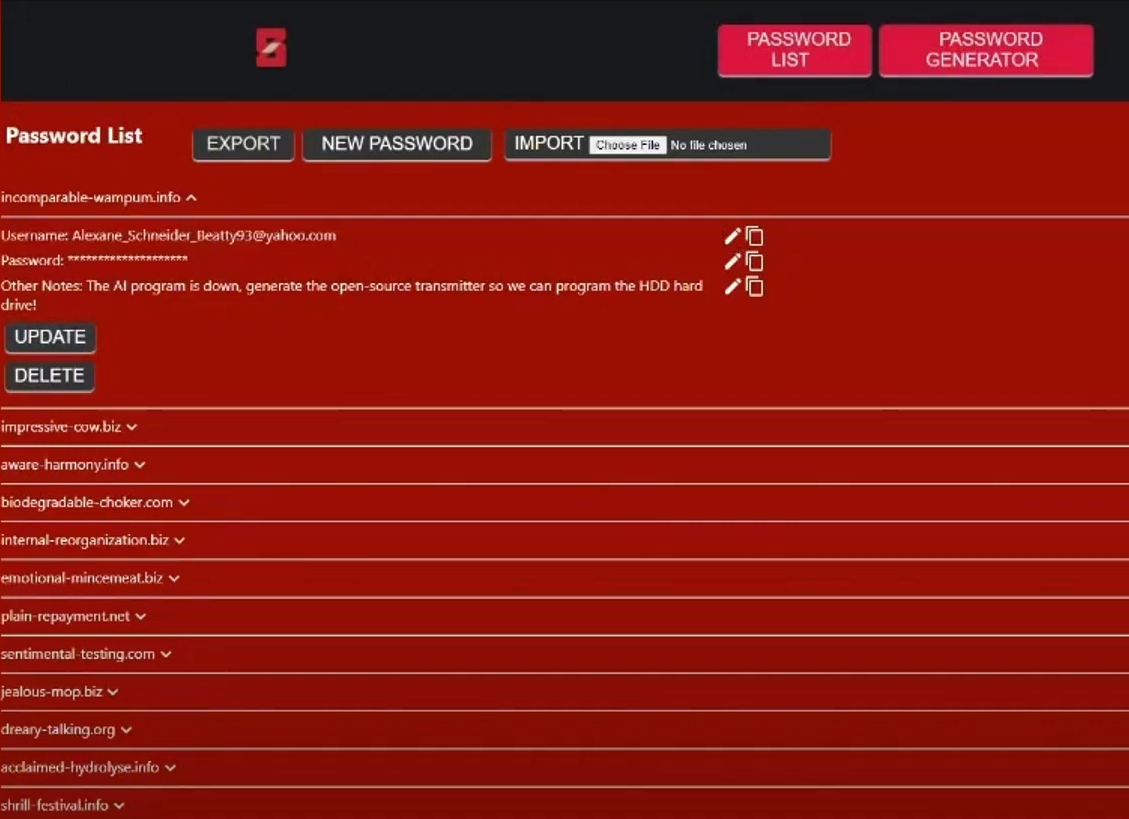 PASSWORD
LIST
PASSWORD
GENERATOR
Password List
EXPORT
NEW PASSWORD
IMPORT Choose File No file chosen
incomparable-wampum.info
Username: Alexane_Schneider_Beatty93@yahoo.com
Password: ********************
Other Notes: The AI program is down, generate the open-source transmitter so we can program the HDD hard
drive!
UPDATE
DELETE
impressive-cow.biz
aware-harmony.info
biodegradable-choker.com
internal-reorganization.biz
emotional-mincemeat.biz
plain-repayment.net
sentimental-testing.com
jealous-mop.biz
dreary-talking.org
acclaimed-hydrolyse.info
shrill-festival.info